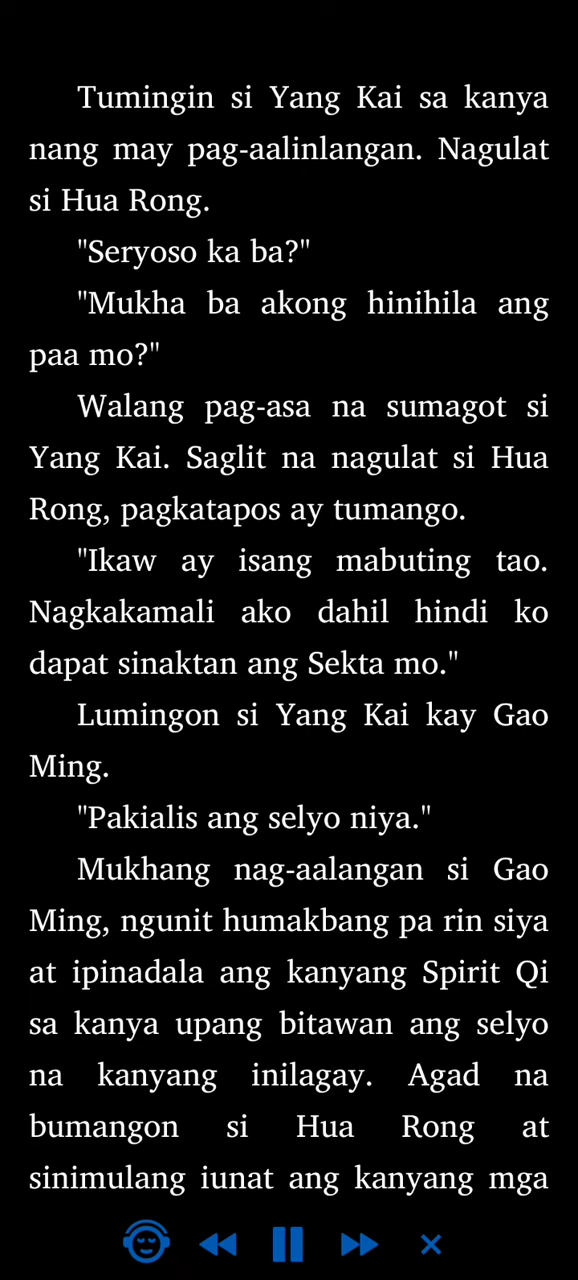 Tumingin si Yang Kai sa kanya
nang may pag-aalinlangan. Nagulat
si Hua Rong.
"Seryoso ka ba?"
"Mukha ba akong hinihila ang
paa mo?"
Walang pag-asa na sumagot si
Yang Kai. Saglit na nagulat si Hua
Rong, pagkatapos ay tumango.
"Ikaw ay isang mabuting tao.
Nagkakamali ako dahil hindi ko
dapat sinaktan ang Sekta mo."
Lumingon si Yang Kai kay Gao
Ming.
"Pakialis ang selyo niya."
Mukhang nag-aalangan si Gao
Ming, ngunit humakbang pa rin siya
at ipinadala ang kanyang Spirit Qi
sa kanya upang bitawan ang selyo
na kanyang inilagay. Agad na
bumangon si Hua Rong at
sinimulang iunat ang kanyang mga